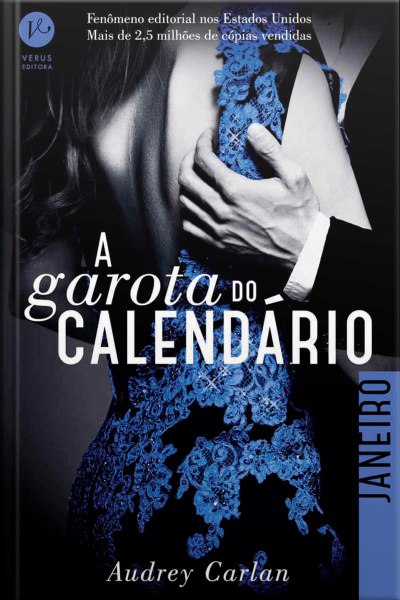 VERUS
EDITORA
Fenômeno editorial nos Estados Unidos
Mais de 2,5 milhões de cópias vendidas
A
garota DO
CALENDÁRIO
JANEIRO
Audrey Carlan